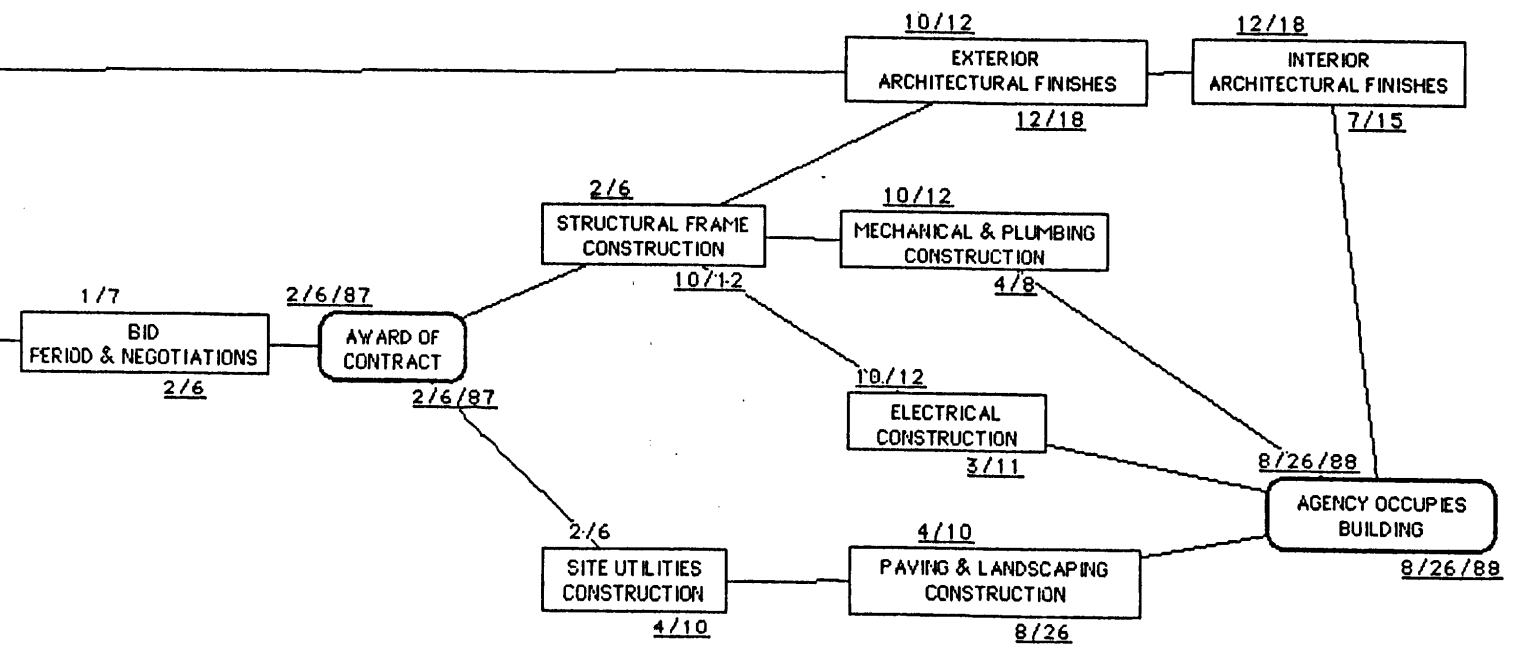 10/12
EXTERIOR
ARCHITECTURAL FINISHES
12/18
12/18
INTERIOR
ARCHITECTURAL FINISHES
7/15
2/6
STRUCTURAL FRAME
CONSTRUCTION
10/12
10/12
MECHANICAL & PLUMBING
CONSTRUCTION
4/8
1/7
BID
PERIOD & NEGOTIATIONS
2/6
2/6/87
AWARD OF
CONTRACT
2/6/87
10/12
ELECTRICAL
CONSTRUCTION
3/11
8/26/88
AGENCY OCCUPIES
BUILDING
8/26/88
2/6
SITE UTILITIES
CONSTRUCTION
4/10
4/10
PAVING & LANDSCAPING
CONSTRUCTION
8/26